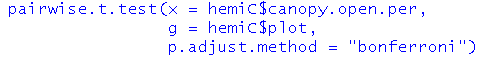 pairwise.t.test(x = hemiC$canopy.open.per,
g = hemiC$plot,
p.adjust.method = "bonferroni")